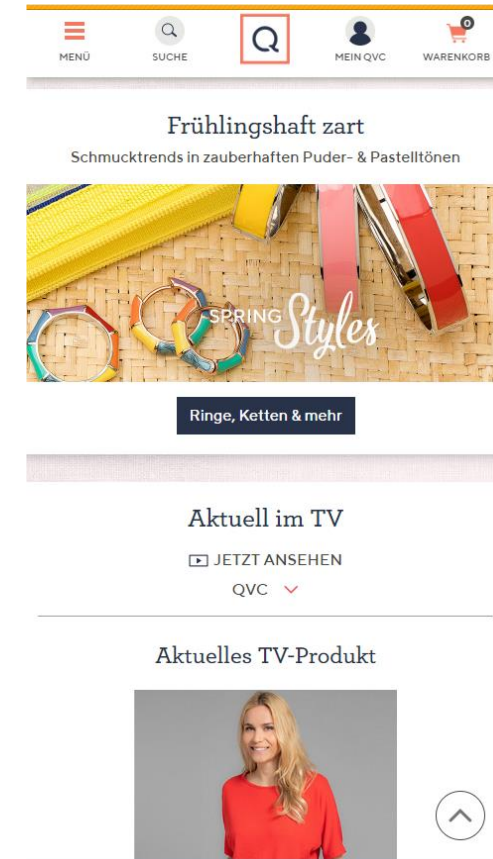 0
MENÜ
SUCHE
Q
MEIN QVC
WARENKORB
Frühlingshaft zart
Schmucktrends in zauberhaften Puder- & Pastelltönen
SPRING Styles
Ringe, Ketten & mehr
Aktuell im TV
JETZT ANSEHEN
QVC
Aktuelles TV-Produkt